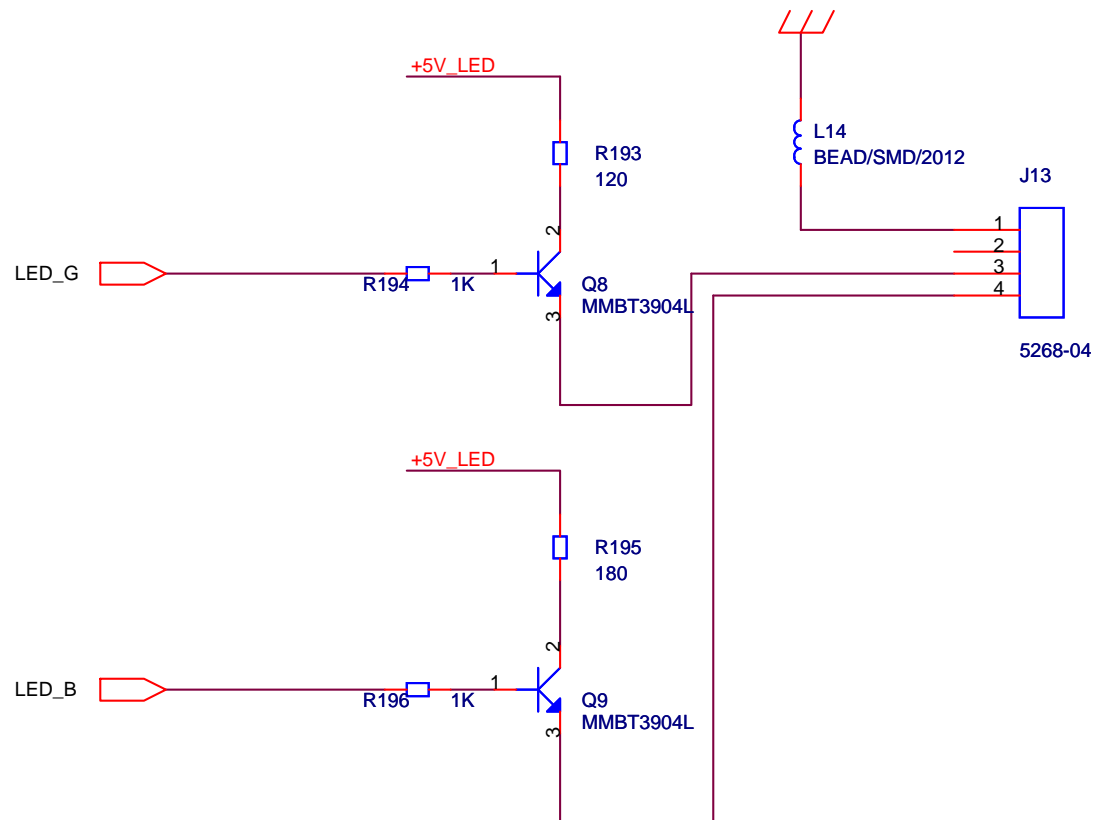 +5V_LED
R193
120
L14
BEAD/SMD/2012
J13
1
2
3
4
5268-04
LED_G
R194
1K
1
2
3
Q8
MMBT3904L
+5V_LED
R195
180
LED_B
R196
1K
1
2
3
Q9
MMBT3904L